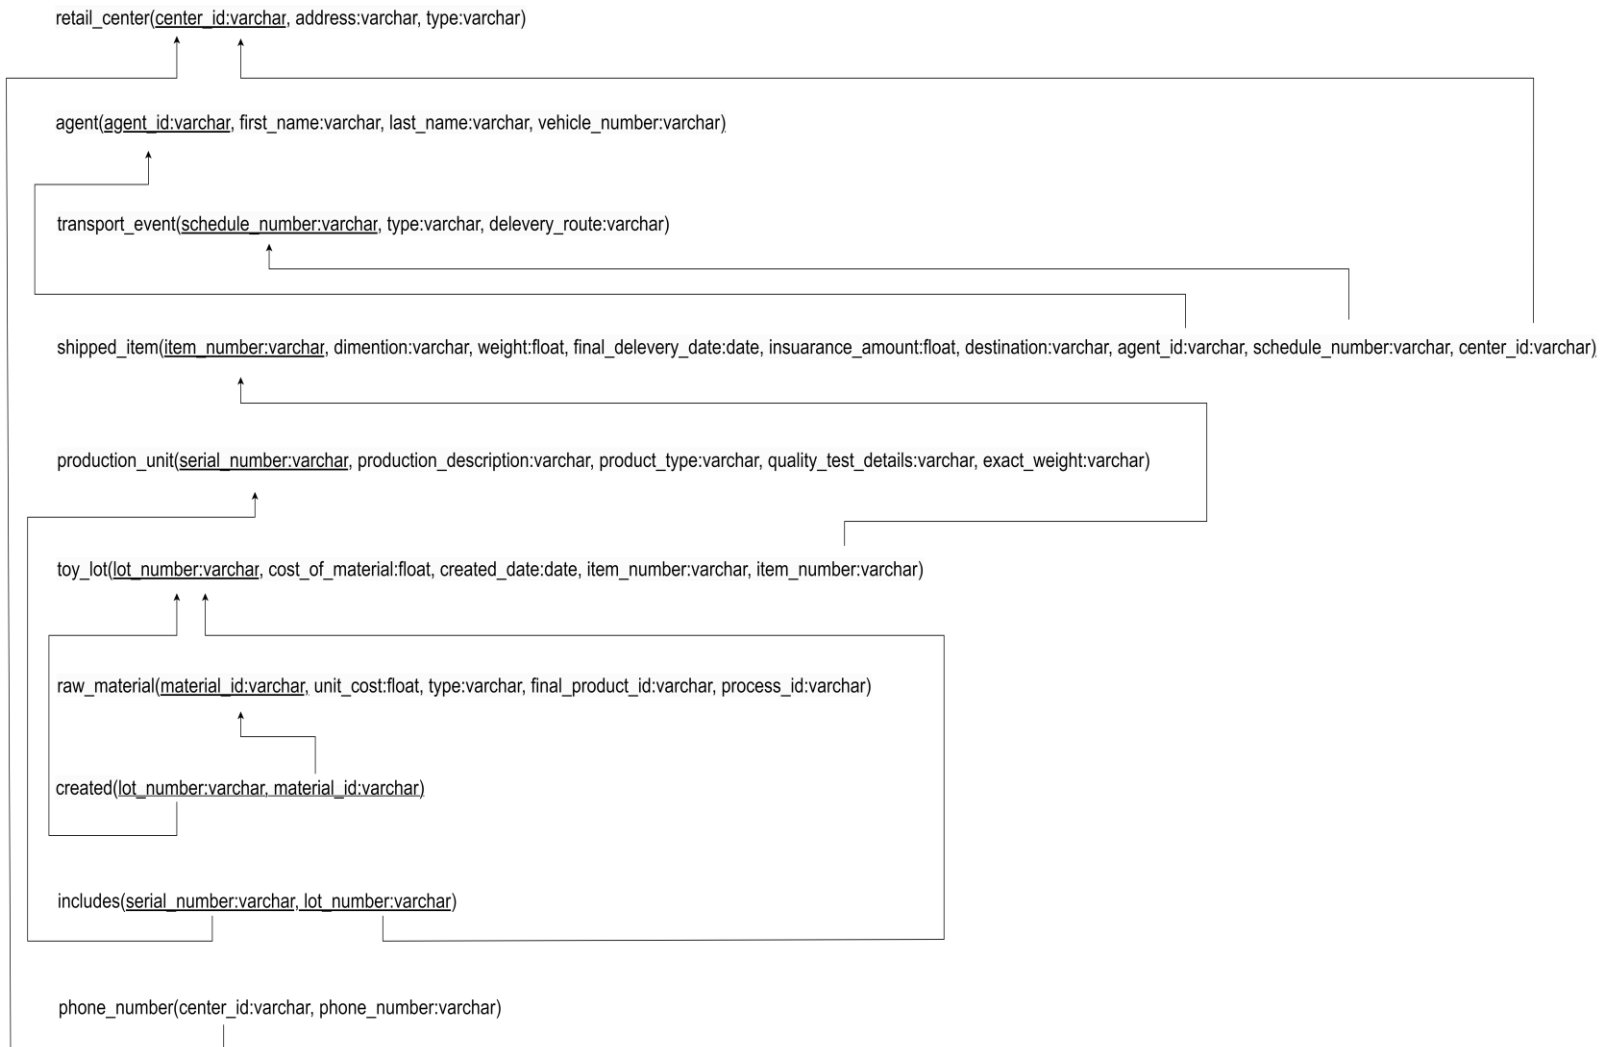 retail_center(center_id:varchar, address:varchar, type:varchar)
agent(agent_id:varchar, first_name:varchar, last_name:varchar, vehicle_number:varchar)
transport_event(schedule_number:varchar, type:varchar, delevery_route:varchar)
shipped_item(item_number:varchar, dimention:varchar, weight:float, final_delevery_date:date, insuarance_amount:float, destination:varchar, agent_id:varchar, schedule_number:varchar, center_id:varchar)
production_unit(serial_number:varchar, production_description:varchar, product_type:varchar, quality_test_details:varchar, exact_weight:varchar)
toy_lot(lot_number:varchar, cost_of_material:float, created_date:date, item_number:varchar, item_number:varchar)
raw_material(material_id:varchar, unit_cost:float, type:varchar, final_product_id:varchar, process_id:varchar)
created(lot_number:varchar, material_id:varchar)
includes(serial_number:varchar, lot_number:varchar)
phone_number(center_id:varchar, phone_number:varchar)